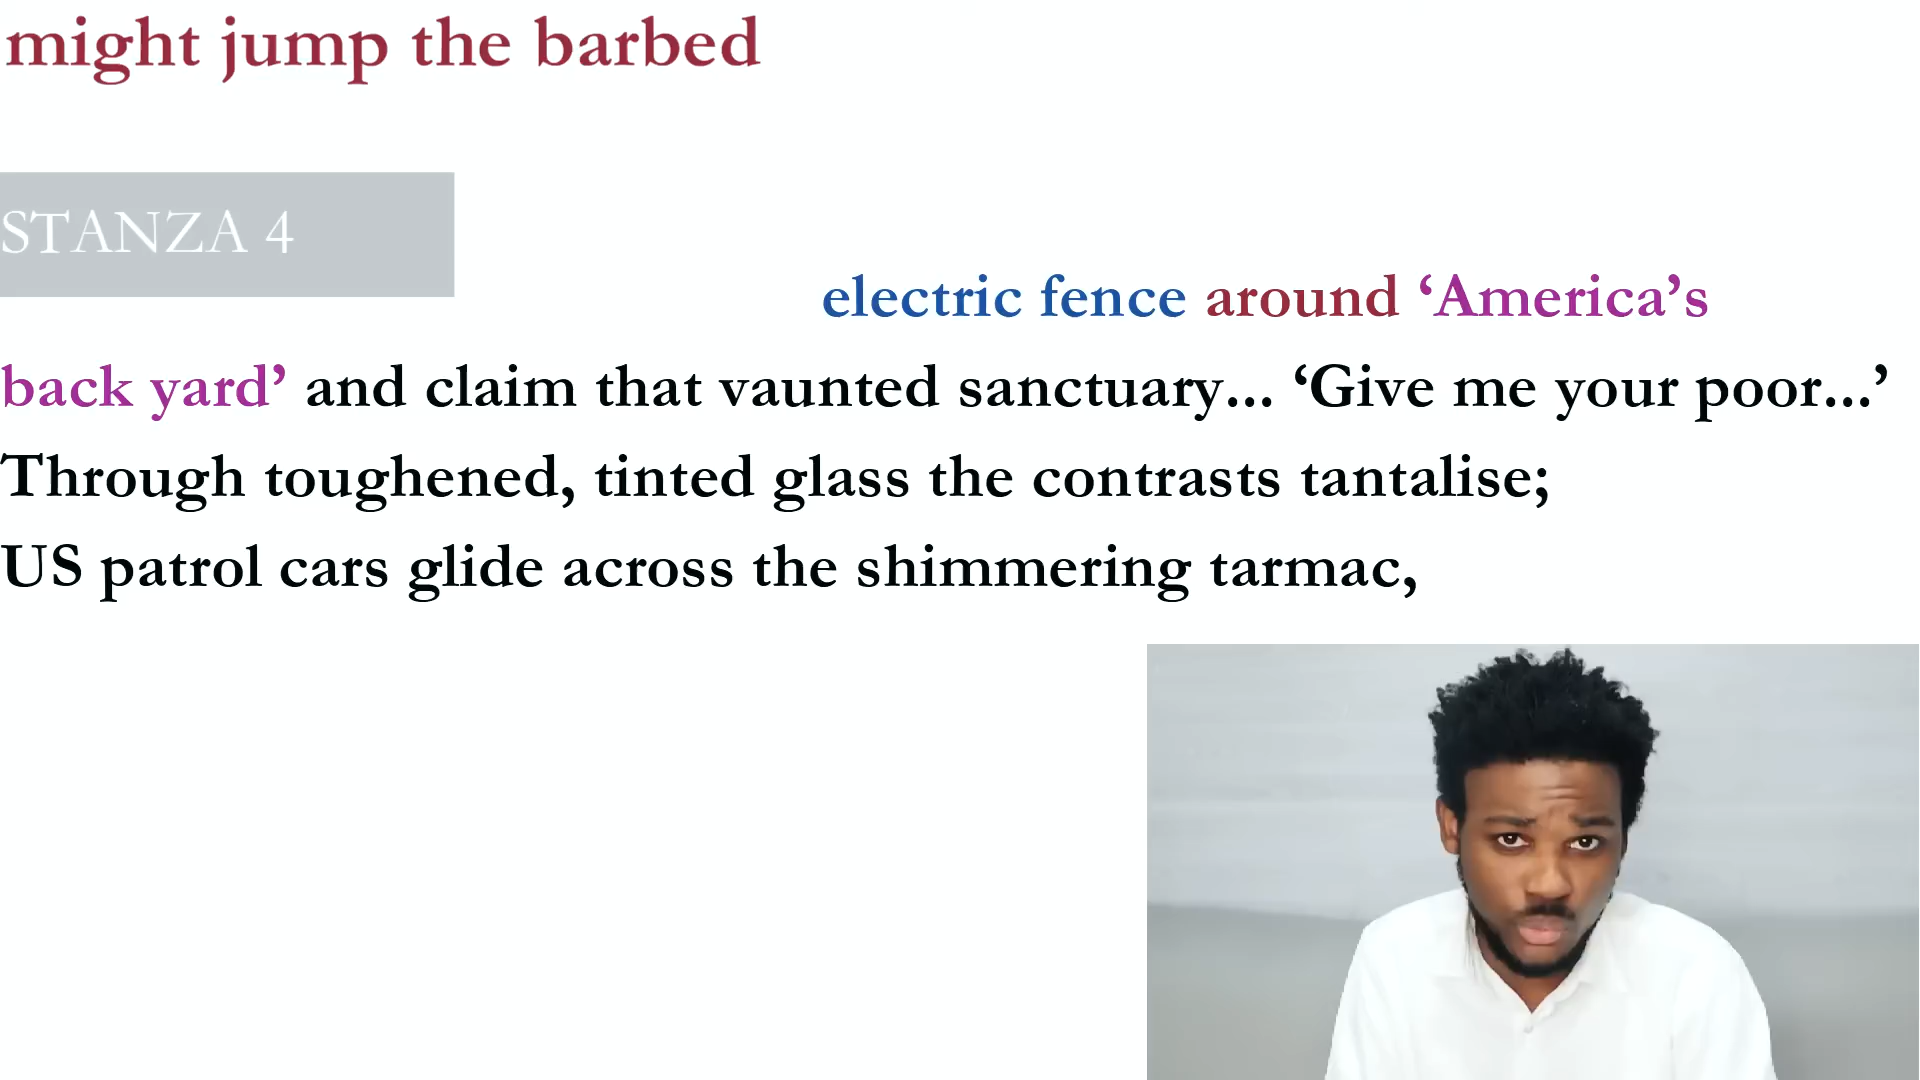 might jump the barbed
STANZA 4
electric fence around ‘America’s
back yard’ and claim that vaunted sanctuary... ‘Give me your poor...’
Through toughened, tinted glass the contrasts tantalise;
US patrol cars glide across the shimmering tarmac,